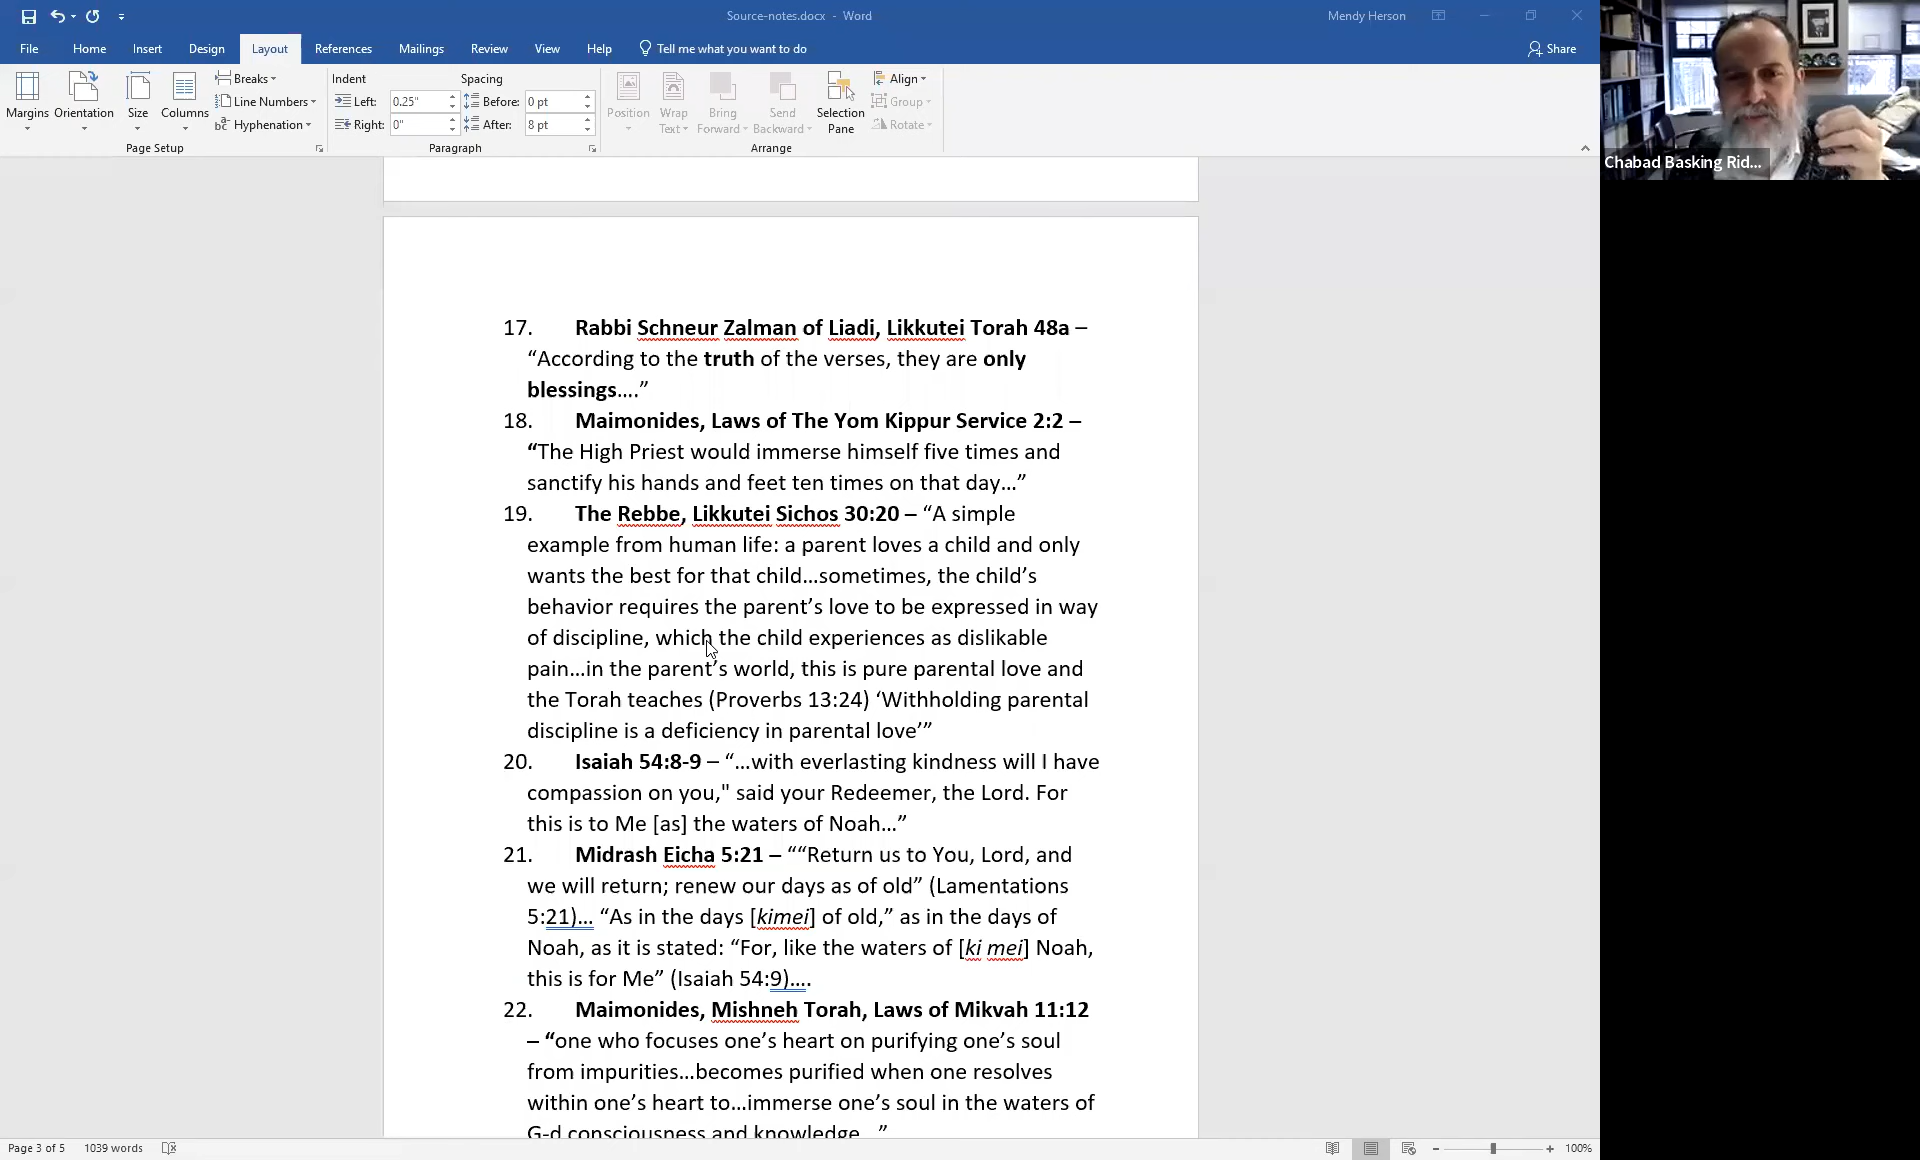 Source-notes.docx - Word
Mendy Herson
File Home Insert Design Layout References Mailings Review View Help Tell me what you want to do Share
Margins Orientation Size Columns
Breaks
Line Numbers
Hyphenation
Page Setup
Indent Spacing
Left: 0.25" Before: 0 pt
Right: 0" After: 8 pt
Paragraph
Position Wrap Text Bring Forward Send Backward Selection Pane
Align
Group
Rotate
Arrange
Chabad Basking Rid...
17. Rabbi Schneur Zalman of Liadi, Likkutei Torah 48a –
“According to the truth of the verses, they are only
blessings….”
18. Maimonides, Laws of The Yom Kippur Service 2:2 –
“The High Priest would immerse himself five times and
sanctify his hands and feet ten times on that day…”
19. The Rebbe, Likkutei Sichos 30:20 – “A simple
example from human life: a parent loves a child and only
wants the best for that child…sometimes, the child’s
behavior requires the parent’s love to be expressed in way
of discipline, which the child experiences as dislikable
pain…in the parent’s world, this is pure parental love and
the Torah teaches (Proverbs 13:24) ‘Withholding parental
discipline is a deficiency in parental love’”
20. Isaiah 54:8-9 – “…with everlasting kindness will I have
compassion on you," said your Redeemer, the Lord. For
this is to Me [as] the waters of Noah…”
21. Midrash Eicha 5:21 – ““Return us to You, Lord, and
we will return; renew our days as of old” (Lamentations
5:21)… “As in the days [kimei] of old,” as in the days of
Noah, as it is stated: “For, like the waters of [ki mei] Noah,
this is for Me” (Isaiah 54:9)….
22. Maimonides, Mishneh Torah, Laws of Mikvah 11:12
– “one who focuses one’s heart on purifying one’s soul
from impurities…becomes purified when one resolves
within one’s heart to…immerse one’s soul in the waters of
G-d consciousness and knowledge…”
Page 3 of 5 1039 words 100%